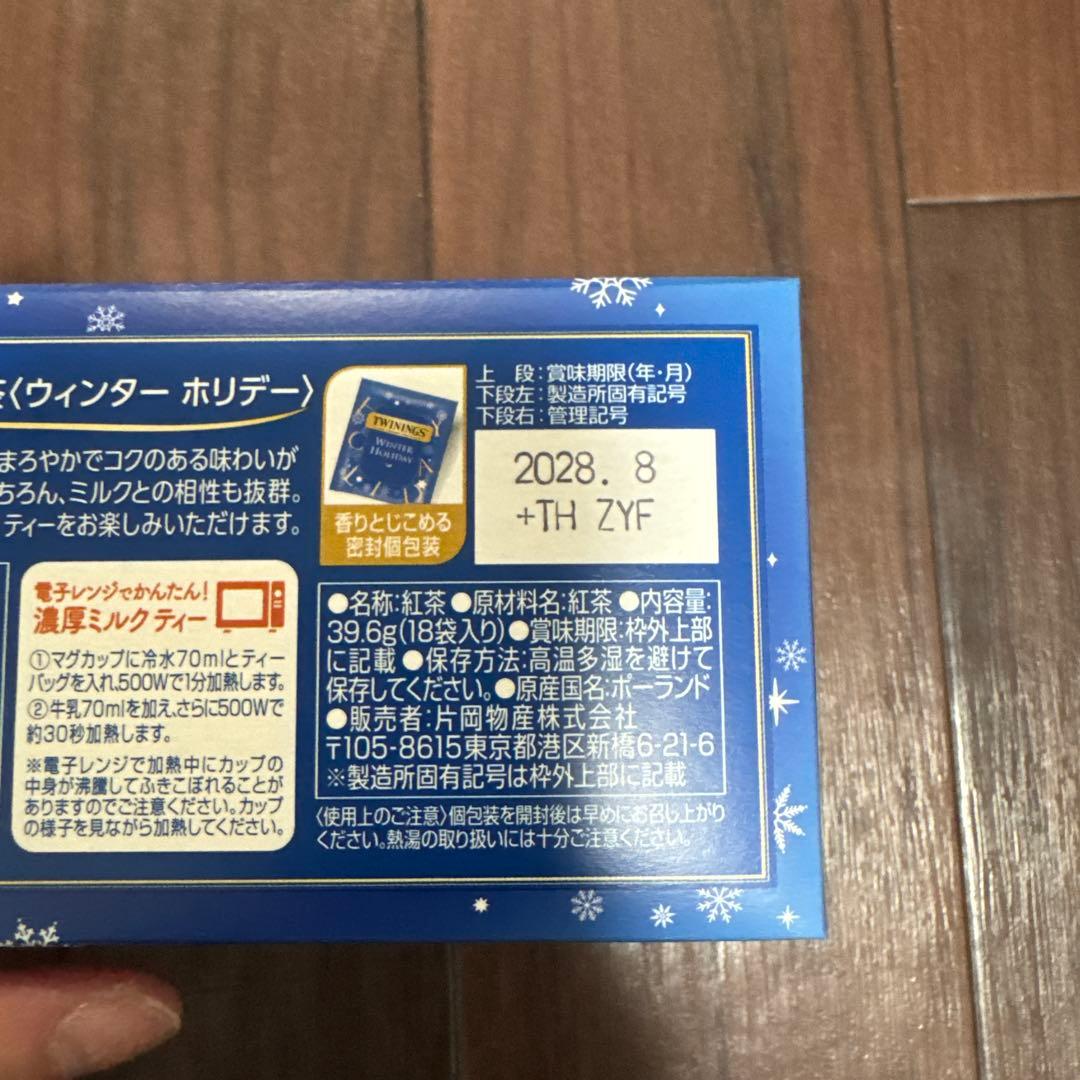 〈ウィンター ホリデー〉
まろやかでコクのある味わいが
ちろん、ミルクとの相性も抜群。
ティーをお楽しみいただけます。
TWININGS
WINTER
HOLIDAY
香りとじこめる
密封個包装
上 段:賞味期限(年・月)
下段左:製造所固有記号
下段右:管理記号
2028. 8
+TH ZYF
電子レンジでかんたん!
濃厚ミルクティー
①マグカップに冷水70mlとティー
バッグを入れ、500Wで1分加熱します。
②牛乳70mlを加え、さらに500Wで
約30秒加熱します。
※電子レンジで加熱中にカップの
中身が沸騰してふきこぼれることが
ありますのでご注意ください。カップ
の様子を見ながら加熱してください。
●名称:紅茶 ●原材料名:紅茶 ●内容量:
39.6g(18袋入り)●賞味期限:枠外上部
に記載 ●保存方法:高温多湿を避けて
保存してください。●原産国名:ポーランド
●販売者:片岡物産株式会社
〒105-8615東京都港区新橋6-21-6
※製造所固有記号は枠外上部に記載
〈使用上のご注意〉個包装を開封後は早めにお召し上がり
ください。熱湯の取り扱いには十分ご注意ください。